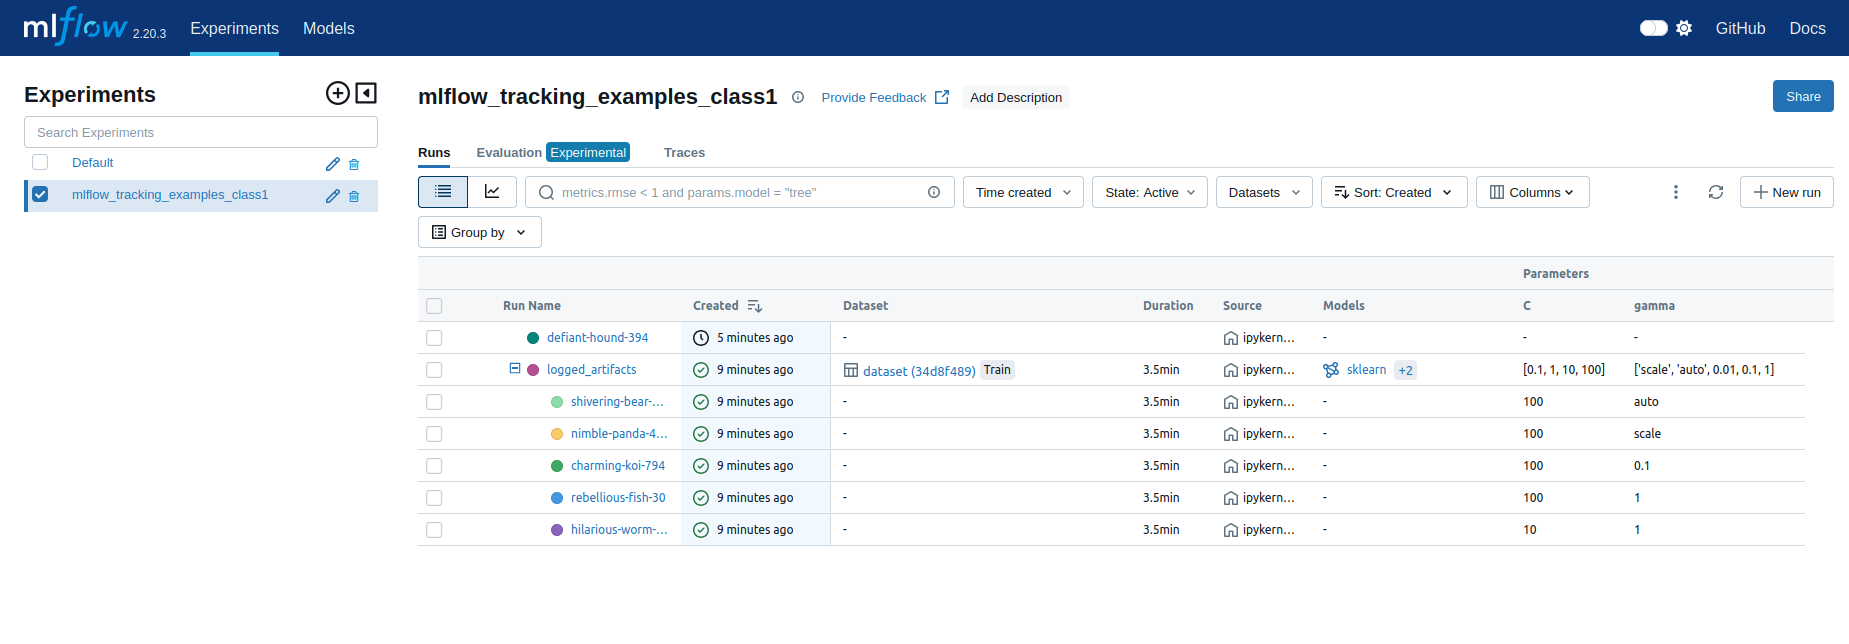 mlflow 2.20.3 Experiments Models GitHub Docs
Experiments
Search Experiments
Default
mlflow_tracking_examples_class1
mlflow_tracking_examples_class1 Provide Feedback Add Description Share
Runs Evaluation Experimental Traces
metrics.rmse < 1 and params.model = "tree" Time created State: Active Datasets Sort: Created Columns New run
Group by
Parameters
Run Name Created Dataset Duration Source Models C gamma
defiant-hound-394 5 minutes ago - ipykern... - - -
logged_artifacts 9 minutes ago dataset (34d8f489) Train 3.5min ipykern... sklearn +2 [0.1, 1, 10, 100] ['scale', 'auto', 0.01, 0.1, 1]
shivering-bear-... 9 minutes ago - 3.5min ipykern... - 100 auto
nimble-panda-4... 9 minutes ago - 3.5min ipykern... - 100 scale
charming-koi-794 9 minutes ago - 3.5min ipykern... - 100 0.1
rebellious-fish-30 9 minutes ago - 3.5min ipykern... - 100 1
hilarious-worm-... 9 minutes ago - 3.5min ipykern... - 10 1